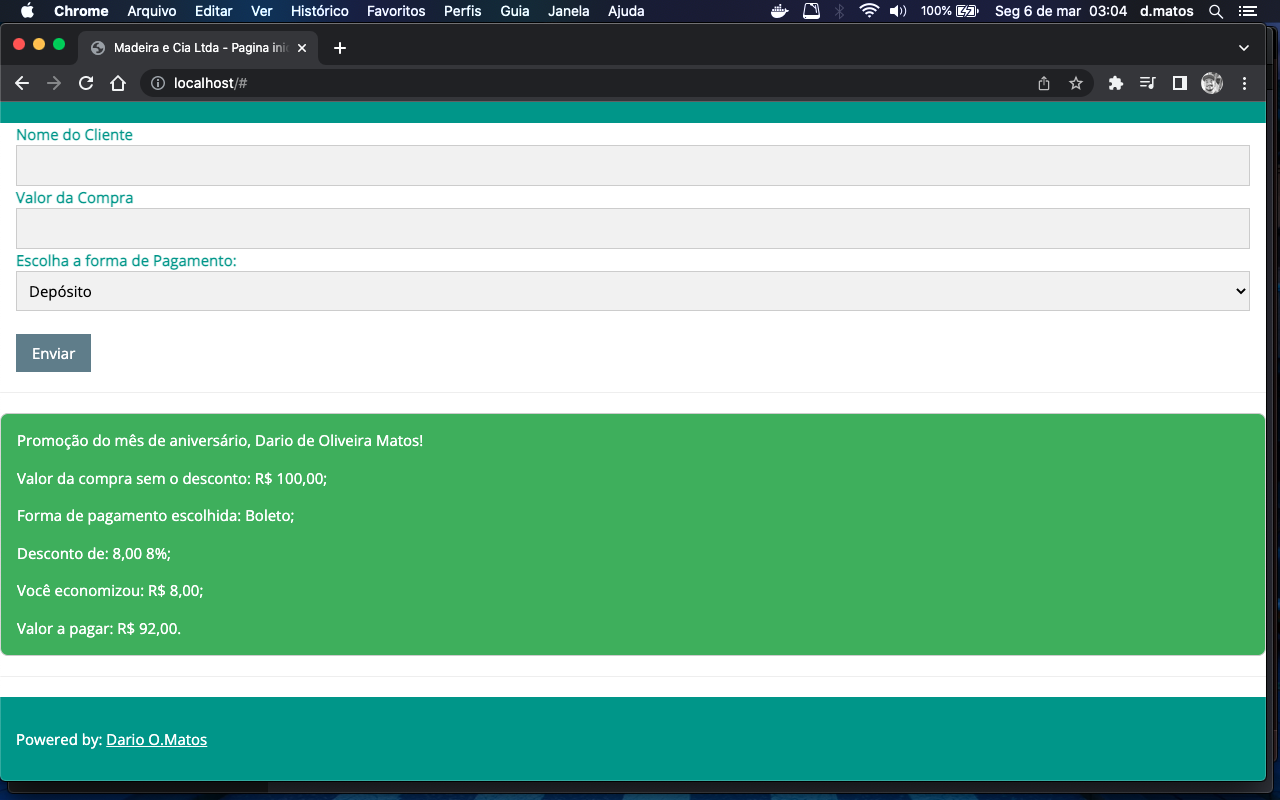 Chrome Arquivo Editar Ver Histórico Favoritos Perfis Guia Janela Ajuda 100% Seg 6 de mar 03:04 d.matos
Madeira e Cia Ltda - Pagina ini
localhost/#
Nome do Cliente
Valor da Compra
Escolha a forma de Pagamento:
Depósito
Enviar
Promoção do mês de aniversário, Dario de Oliveira Matos!
Valor da compra sem o desconto: R$ 100,00;
Forma de pagamento escolhida: Boleto;
Desconto de: 8,00 8%;
Você economizou: R$ 8,00;
Valor a pagar: R$ 92,00.
Powered by: Dario O.Matos